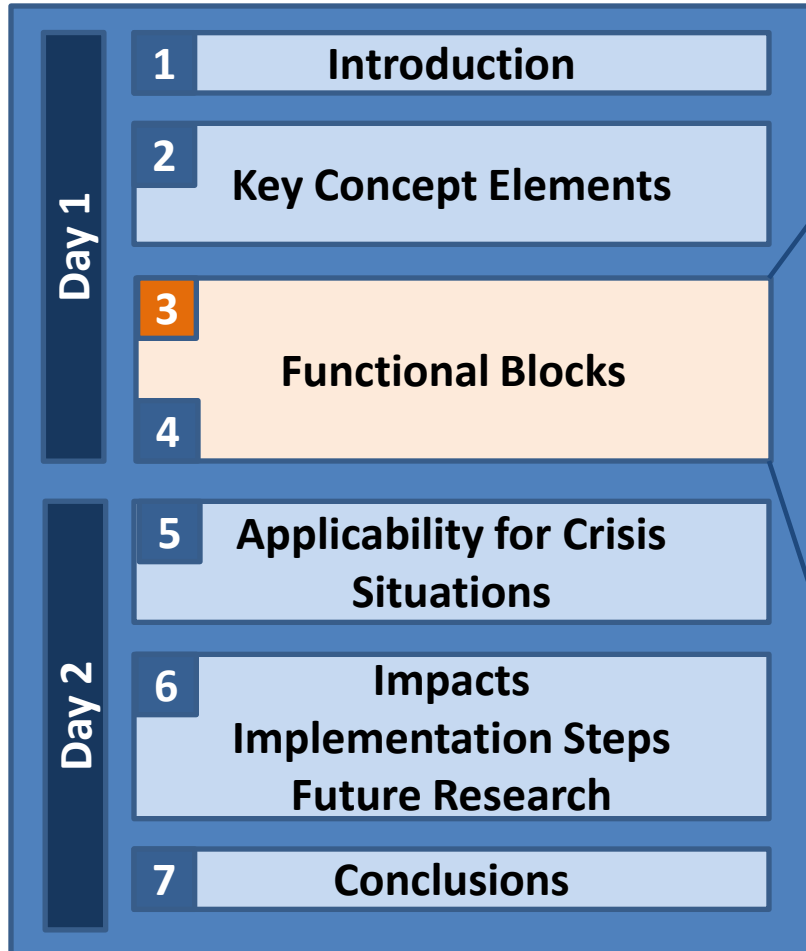 Day 1
1 Introduction
2
Key Concept Elements
3
Functional Blocks
4
Day 2
5 Applicability for Crisis
Situations
6 Impacts
Implementation Steps
Future Research
7 Conclusions